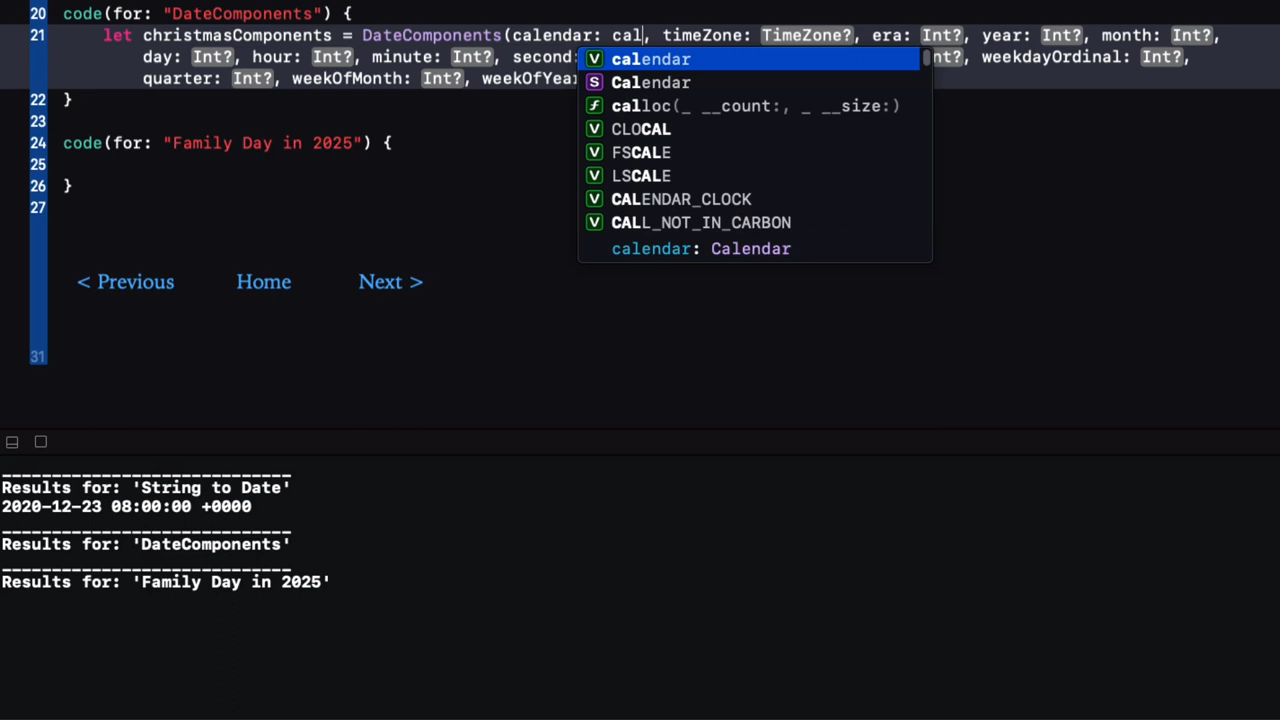 20 code(for: "DateComponents") {
21 let christmasComponents = DateComponents(calendar: cal, timeZone: TimeZone?, era: Int?, year: Int?, month: Int?,
day: Int?, hour: Int?, minute: Int?, second: nt?, weekdayOrdinal: Int?,
quarter: Int?, weekOfMonth: Int?, weekOfYear
22 }
23
24 code(for: "Family Day in 2025") {
25
26 }
27
V calendar
S Calendar
f calloc(_ __count:, _ __size:)
V CLOCAL
V FSCALE
V LSCALE
V CALENDAR_CLOCK
V CALL_NOT_IN_CARBON
calendar: Calendar
< Previous Home Next >
31
_____________________________
Results for: 'String to Date'
2020-12-23 08:00:00 +0000
_____________________________
Results for: 'DateComponents'
_____________________________
Results for: 'Family Day in 2025'